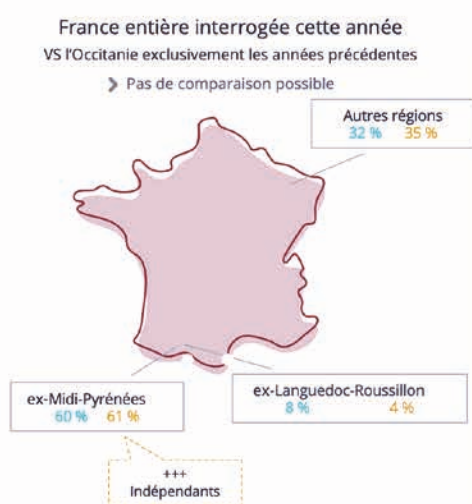 France entière interrogée cette année
VS l'Occitanie exclusivement les années précédentes
Pas de comparaison possible
Autres régions
32 % 35 %
ex-Midi-Pyrénées
60 % 61 %
ex-Languedoc-Roussillon
8 % 4 %
+++
Indépendants